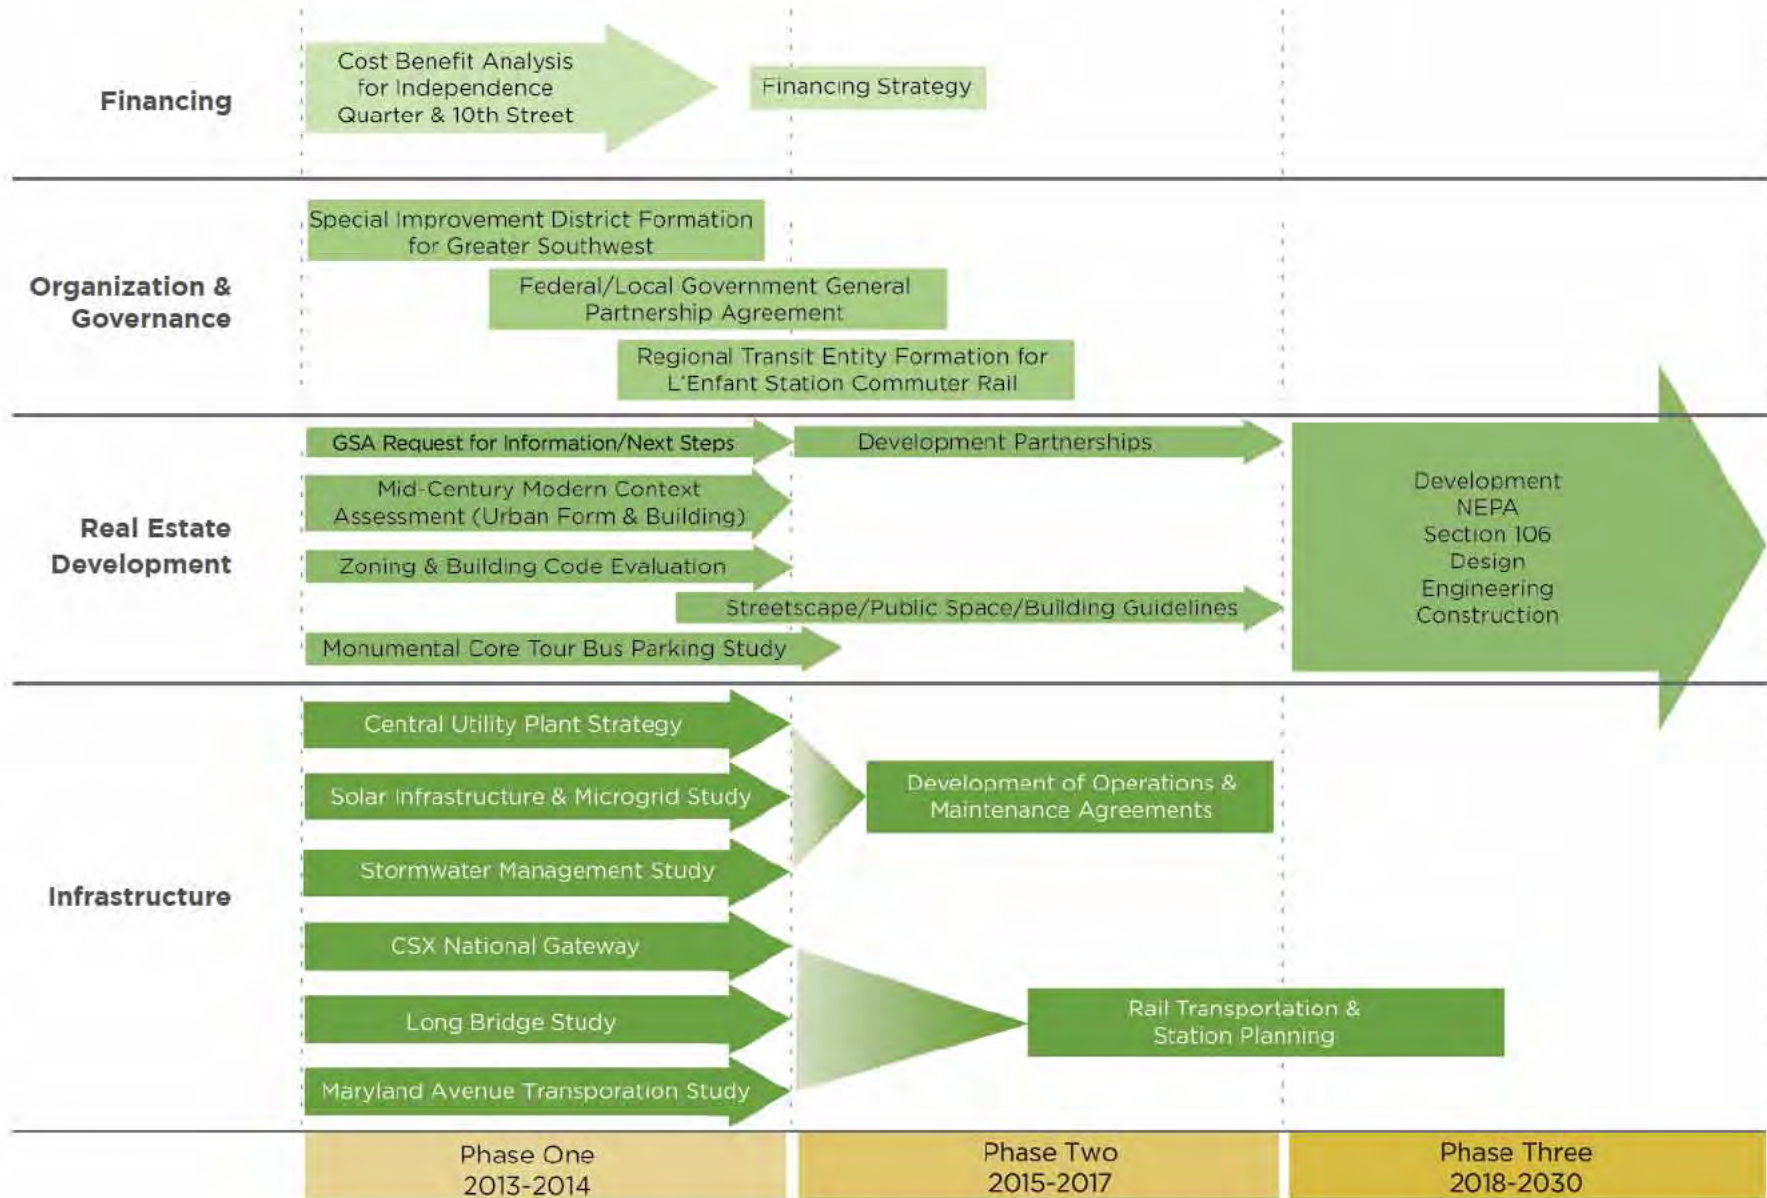 Financing
Cost Benefit Analysis
for Independence
Quarter & 10th Street
Financing Strategy
Organization &
Governance
Special Improvement District Formation
for Greater Southwest
Federal/Local Government General
Partnership Agreement
Regional Transit Entity Formation for
L'Enfant Station Commuter Rail
Real Estate
Development
GSA Request for Information/Next Steps
Development Partnerships
Mid-Century Modern Context
Assessment (Urban Form & Building)
Zoning & Building Code Evaluation
Streetscape/Public Space/Building Guidelines
Monumental Core Tour Bus Parking Study
Development
NEPA
Section 106
Design
Engineering
Construction
Infrastructure
Central Utility Plant Strategy
Solar Infrastructure & Microgrid Study
Stormwater Management Study
Development of Operations &
Maintenance Agreements
CSX National Gateway
Long Bridge Study
Maryland Avenue Transporation Study
Rail Transportation &
Station Planning
Phase One
2013-2014
Phase Two
2015-2017
Phase Three
2018-2030